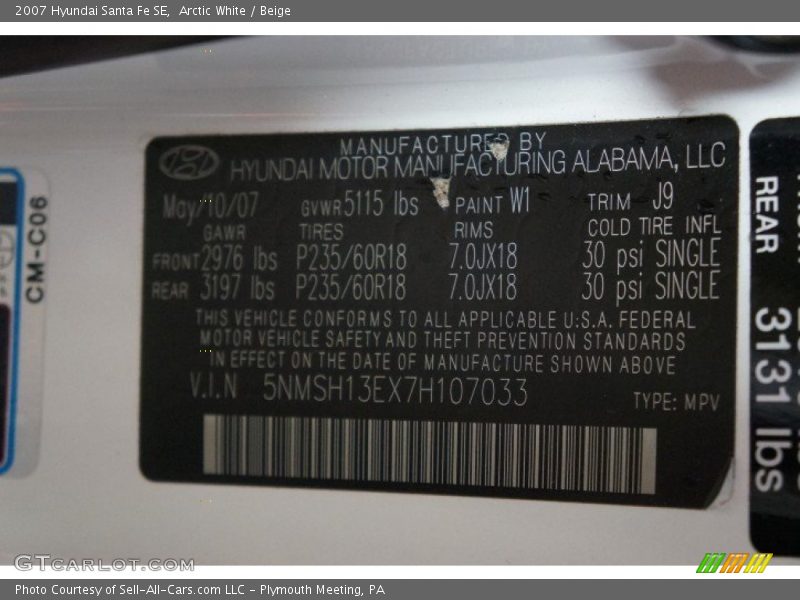 2007 Hyundai Santa Fe SE,  Arctic White / Beige
MANUFACTURED BY
HYUNDAI MOTOR MANUFACTURING ALABAMA, LLC
May/10/07 GVWR 5115 lbs PAINT W1 TRIM J9
GAWR TIRES RIMS COLD TIRE INFL
FRONT 2976 lbs P235/60R18 7.0JX18 30 psi SINGLE
REAR 3197 lbs P235/60R18 7.0JX18 30 psi SINGLE
THIS VEHICLE CONFORMS TO ALL APPLICABLE U.S.A. FEDERAL
MOTOR VEHICLE SAFETY AND THEFT PREVENTION STANDARDS
IN EFFECT ON THE DATE OF MANUFACTURE SHOWN ABOVE
V.I.N 5NMSH13EX7H107033 TYPE: MPV
CM-C06
REAR 3131 lbs
GTCARLOT.COM
Photo Courtesy of Sell-All-Cars.com LLC - Plymouth Meeting, PA